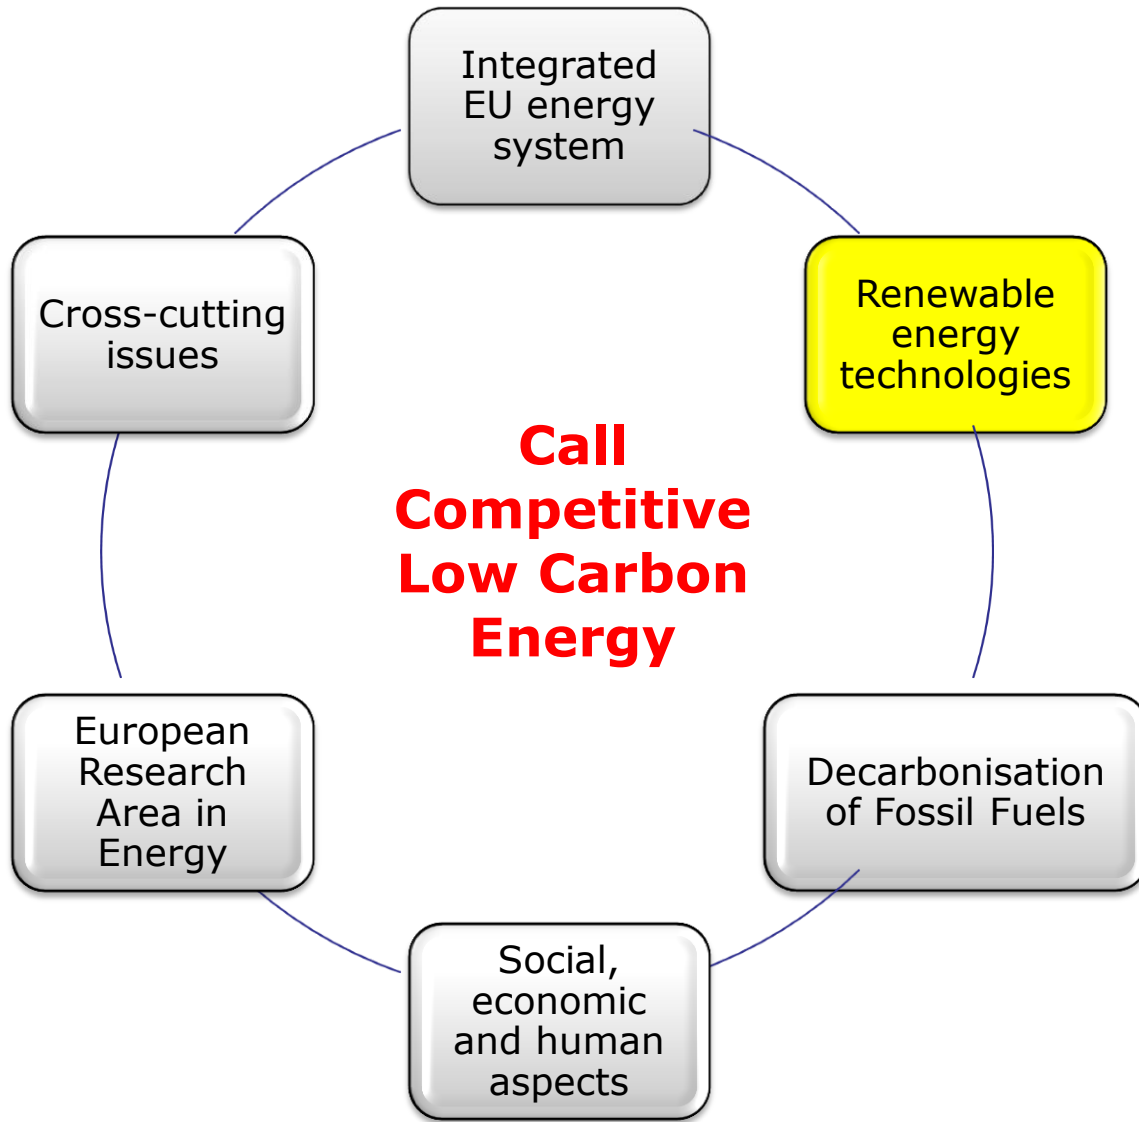 Integrated
EU energy
system
Renewable
energy
technologies
Decarbonisation
of Fossil Fuels
Social,
economic
and human
aspects
European
Research
Area in
Energy
Cross-cutting
issues
Call
Competitive
Low Carbon
Energy